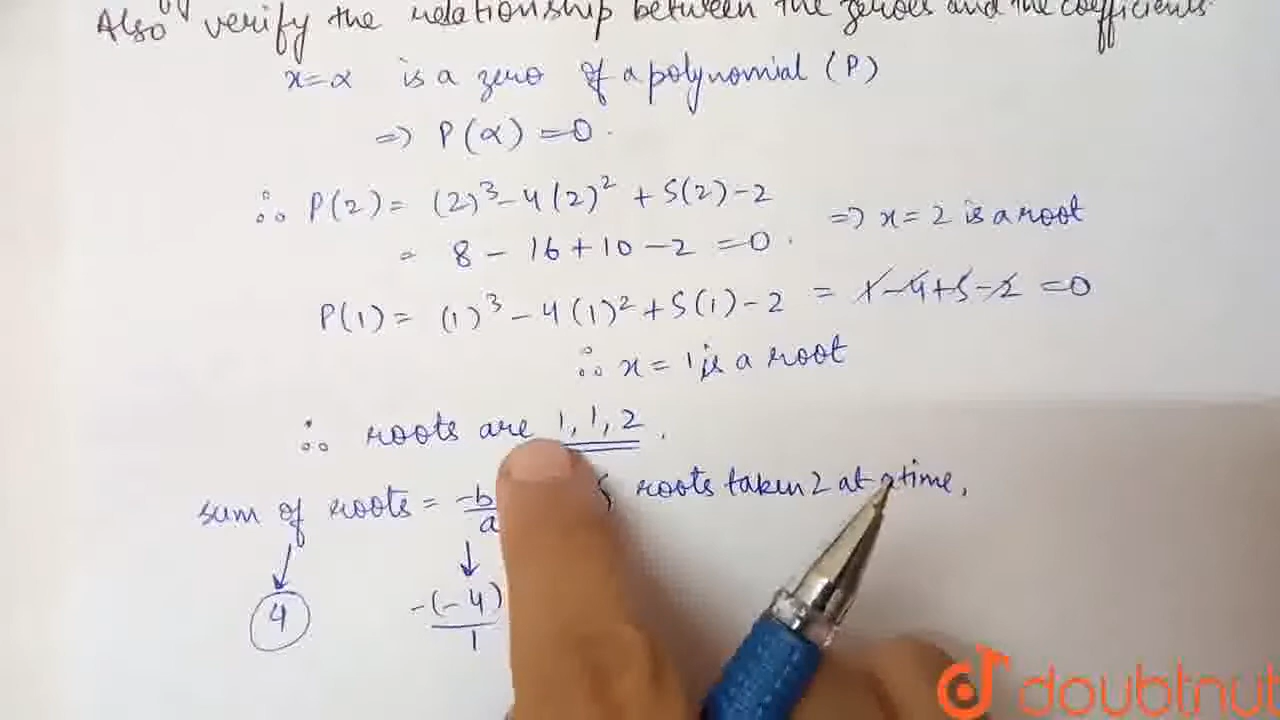 Also verify the relationship between the zeroes and the coefficients
x=α is a zero of a polynomial (P)
=> P(α) =0.
∴ P(2) = (2)³-4(2)² + 5(2)-2
= 8 - 16+10-2 =0. => x=2 is a root
P(1) = (1)³-4(1)²+5(1)-2 = 1-4+5-2 =0
∴ x=1 is a root
∴ roots are 1,1,2.
sum of roots = -b/a roots taken 2 at a time,
4 -(-4)/1
doubtnut